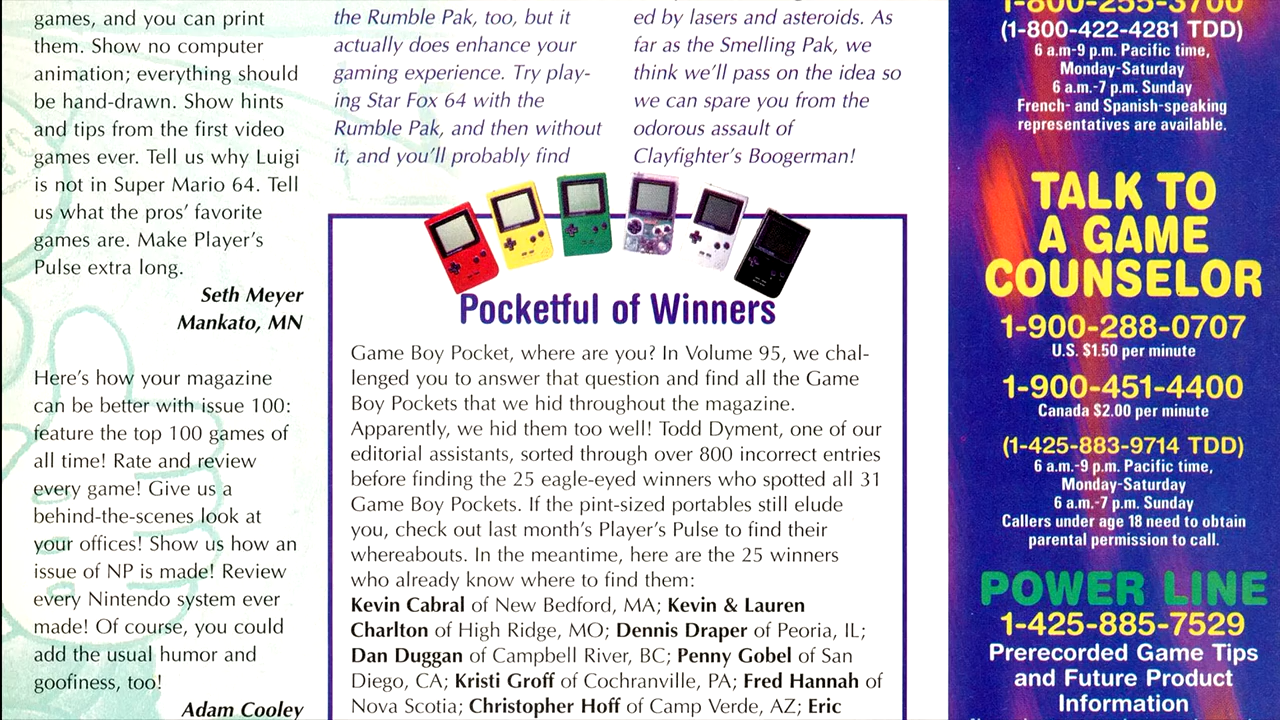 games, and you can print
them. Show no computer
animation; everything should
be hand-drawn. Show hints
and tips from the first video
games ever. Tell us why Luigi
is not in Super Mario 64. Tell
us what the pros' favorite
games are. Make Player's
Pulse extra long.
Seth Meyer
Mankato, MN
Here's how your magazine
can be better with issue 100:
feature the top 100 games of
all time! Rate and review
every game! Give us a
behind-the-scenes look at
your offices! Show us how an
issue of NP is made! Review
every Nintendo system ever
made! Of course, you could
add the usual humor and
goofiness, too!
Adam Cooley
the Rumble Pak, too, but it
actually does enhance your
gaming experience. Try play-
ing Star Fox 64 with the
Rumble Pak, and then without
it, and you'll probably find
ed by lasers and asteroids. As
far as the Smelling Pak, we
think we'll pass on the idea so
we can spare you from the
odorous assault of
Clayfighter's Boogerman!
Pocketful of Winners
Game Boy Pocket, where are you? In Volume 95, we chal-
lenged you to answer that question and find all the Game
Boy Pockets that we hid throughout the magazine.
Apparently, we hid them too well! Todd Dyment, one of our
editorial assistants, sorted through over 800 incorrect entries
before finding the 25 eagle-eyed winners who spotted all 31
Game Boy Pockets. If the pint-sized portables still elude
you, check out last month's Player's Pulse to find their
whereabouts. In the meantime, here are the 25 winners
who already know where to find them:
Kevin Cabral of New Bedford, MA; Kevin & Lauren
Charlton of High Ridge, MO; Dennis Draper of Peoria, IL;
Dan Duggan of Campbell River, BC; Penny Gobel of San
Diego, CA; Kristi Groff of Cochranville, PA; Fred Hannah of
Nova Scotia; Christopher Hoff of Camp Verde, AZ; Eric
1-800-255-3700
(1-800-422-4281 TDD)
6 a.m-9 p.m. Pacific time,
Monday-Saturday
6 a.m.-7 p.m. Sunday
French- and Spanish-speaking
representatives are available.
TALK TO
A GAME
COUNSELOR
1-900-288-0707
U.S. $1.50 per minute
1-900-451-4400
Canada $2.00 per minute
(1-425-883-9714 TDD)
6 a.m.-9 p.m. Pacific time,
Monday-Saturday
6 a.m.-7 p.m. Sunday
Callers under age 18 need to obtain
parental permission to call.
POWER LINE
1-425-885-7529
Prerecorded Game Tips
and Future Product
Information